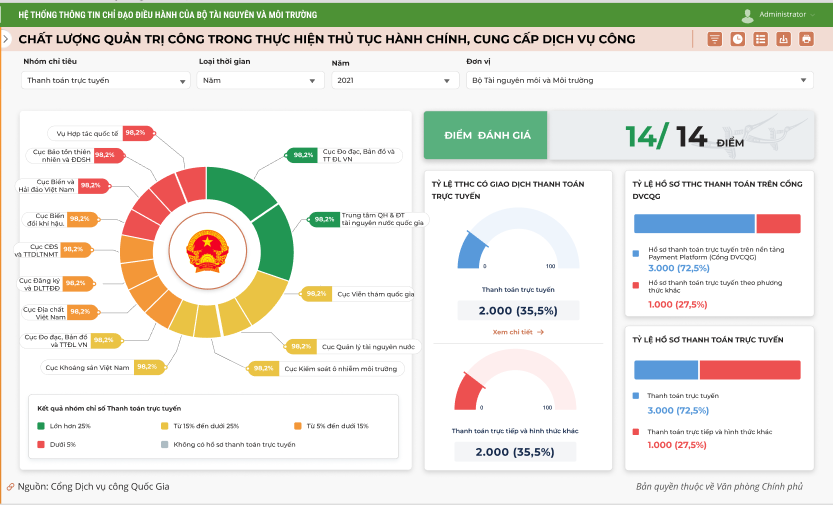 HỆ THỐNG THÔNG TIN CHỈ ĐẠO ĐIỀU HÀNH CỦA BỘ TÀI NGUYÊN VÀ MÔI TRƯỜNG
Administrator
CHẤT LƯỢNG QUẢN TRỊ CÔNG TRONG THỰC HIỆN THỦ TỤC HÀNH CHÍNH, CUNG CẤP DỊCH VỤ CÔNG
Nhóm chỉ tiêu
Loại thời gian
Năm
Đơn vị
Thanh toán trực tuyến
Năm
2021
Bộ Tài nguyên môi và Môi trường
Vụ Hợp tác quốc tế 98,2%
Cục Bảo tồn thiên
nhiên và ĐDSH 98,2%
Cục Biển và
Hải đảo Việt Nam 98,2%
Cục Biến
đổi khí hậu. 98,2%
Cục CĐS
và TTDLTNMT 98,2%
Cục Đăng ký
và DLTTĐĐ 98,2%
Cục Địa chất
Việt Nam 98,2%
Cục Đo đạc, Bản đồ
và TTĐL VN 98,2%
Cục Khoáng sản Việt Nam 98,2%
98,2% Cục Đo đạc, Bản đồ và
TT ĐL VN
98,2% Trung tâm QH & ĐT
tài nguyên nước quốc gia
98,2% Cục Viễn thám quốc gia
98,2% Cục Quản lý tài nguyên nước
98,2% Cục Kiểm soát ô nhiễm môi trường
Kết quả nhóm chỉ số Thanh toán trực tuyến
Lớn hơn 25%
Từ 15% đến dưới 25%
Từ 5% đến dưới 15%
Dưới 5%
Không có hồ sơ thanh toán trực tuyến
ĐIỂM ĐÁNH GIÁ
14/ 14 ĐIỂM
TỶ LỆ TTHC CÓ GIAO DỊCH THANH TOÁN
TRỰC TUYẾN
0
100
Thanh toán trực tuyến
2.000 (35,5%)
Xem chi tiết →
0
100
Thanh toán trực tiếp và hình thức khác
2.000 (35,5%)
TỶ LỆ HỒ SƠ TTHC THANH TOÁN TRÊN CỔNG
DVCQG
Hồ sơ thanh toán trực tuyến trên nền tảng
Payment Platform (Cổng DVCQG)
3.000 (72,5%)
Hồ sơ thanh toán trực tuyến theo phương
thức khác
1.000 (27,5%)
TỶ LỆ HỒ SƠ THANH TOÁN TRỰC TUYẾN
Thanh toán trực tuyến
3.000 (72,5%)
Thanh toán trực tiếp và hình thức khác
1.000 (27,5%)
Nguồn: Cổng Dịch vụ công Quốc Gia
Bản quyền thuộc về Văn phòng Chính phủ